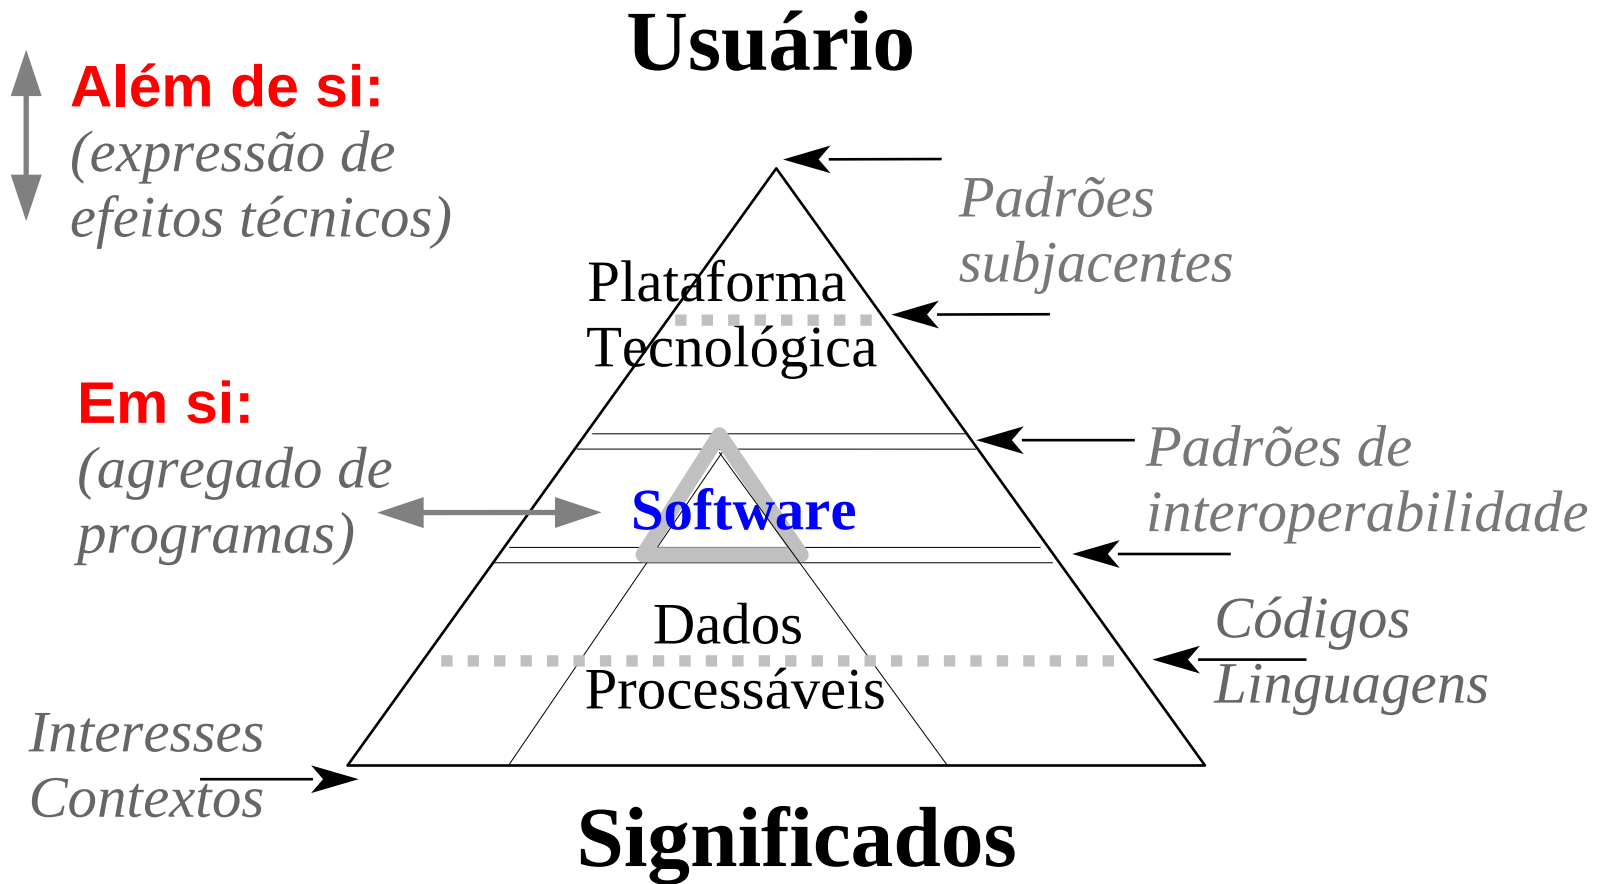 Usuário
Além de si:
(expressão de
efeitos técnicos)
Padrões
subjacentes
Plataforma
Tecnológica
Em si:
(agregado de
programas)
Padrões de
interoperabilidade
Software
Dados
Processáveis
Códigos
Linguagens
Interesses
Contextos
Significados